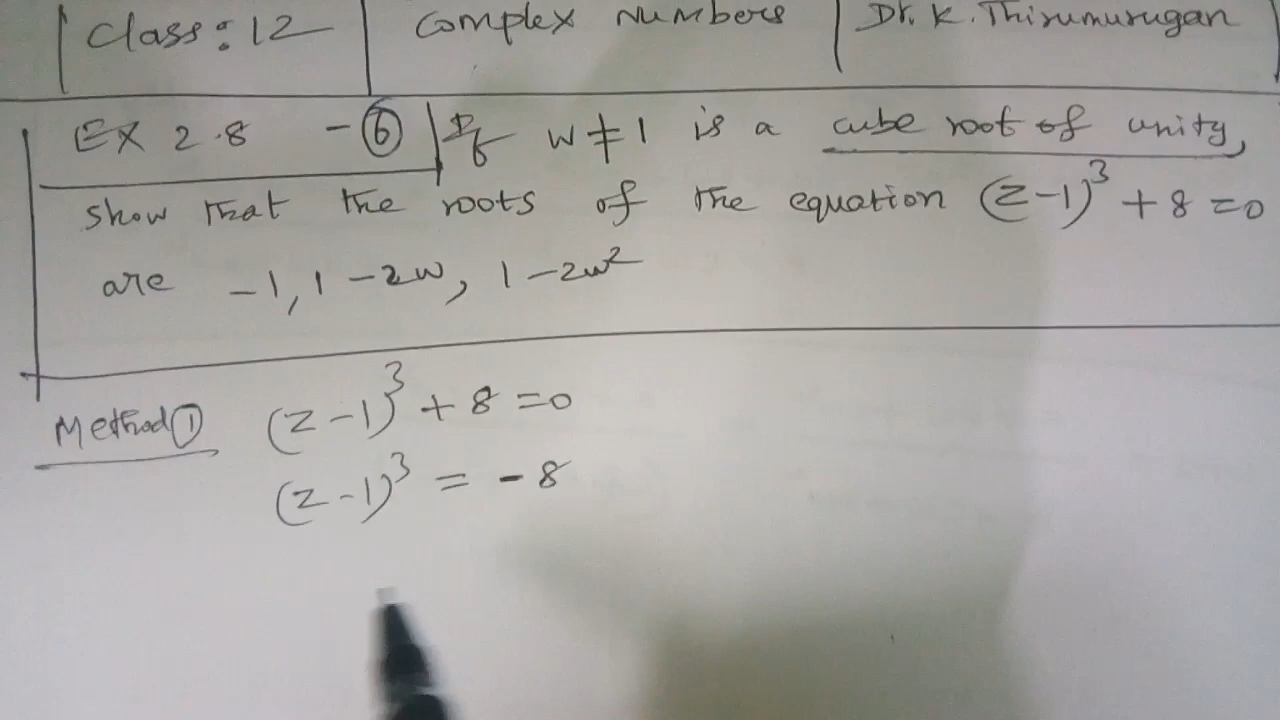 Class: 12 | Complex Numbers | Dr. K. Thirumurugan
Ex 2.8 - ⑥ If w≠1 is a cube root of unity,
show that the roots of the equation (z-1)³ + 8 = 0
are -1, 1-2w, 1-2w²
Method ① (z-1)³ + 8 = 0
(z-1)³ = -8